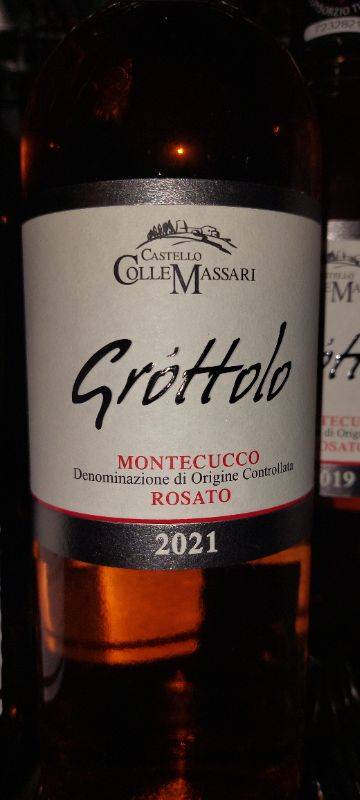 CASTELLO
COLLEMASSARI
Gróttolo
MONTECUCCO
Denominazione di Origine Controllata
ROSATO
2021